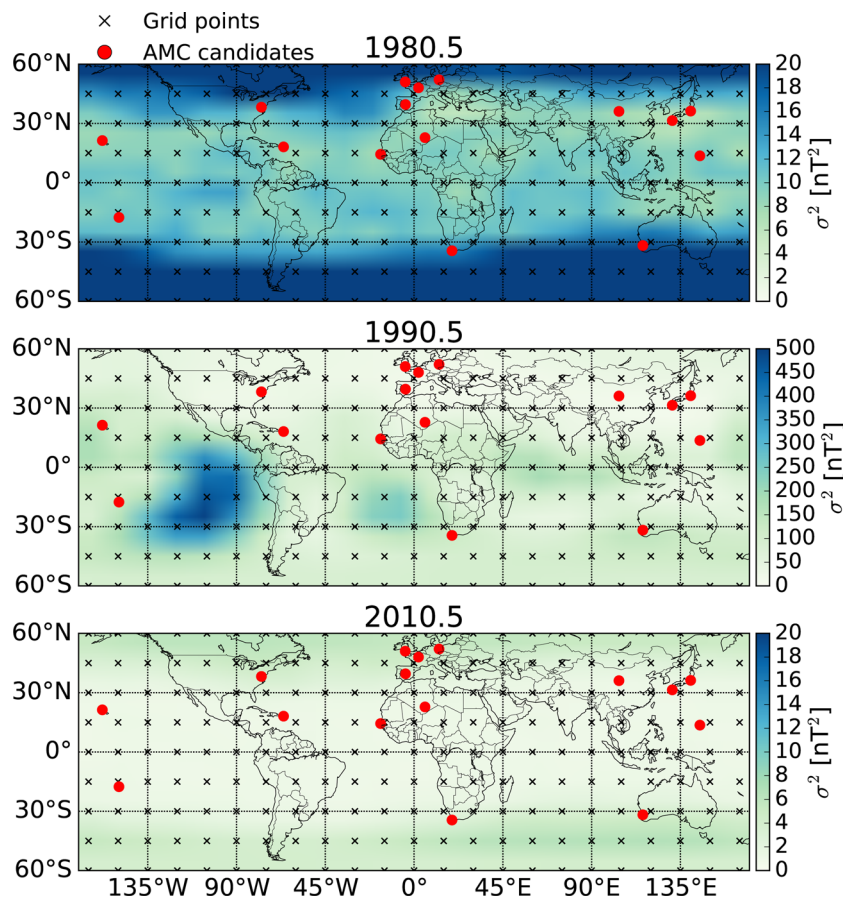 × Grid points
● AMC candidates
1980.5
60°N
30°N
0°
30°S
60°S
20
18
16
14
12
10
8
6
4
2
0
σ² [nT²]
1990.5
60°N
30°N
0°
30°S
60°S
500
450
400
350
300
250
200
150
100
50
0
σ² [nT²]
2010.5
60°N
30°N
0°
30°S
60°S
20
18
16
14
12
10
8
6
4
2
0
σ² [nT²]
135°W 90°W 45°W 0° 45°E 90°E 135°E